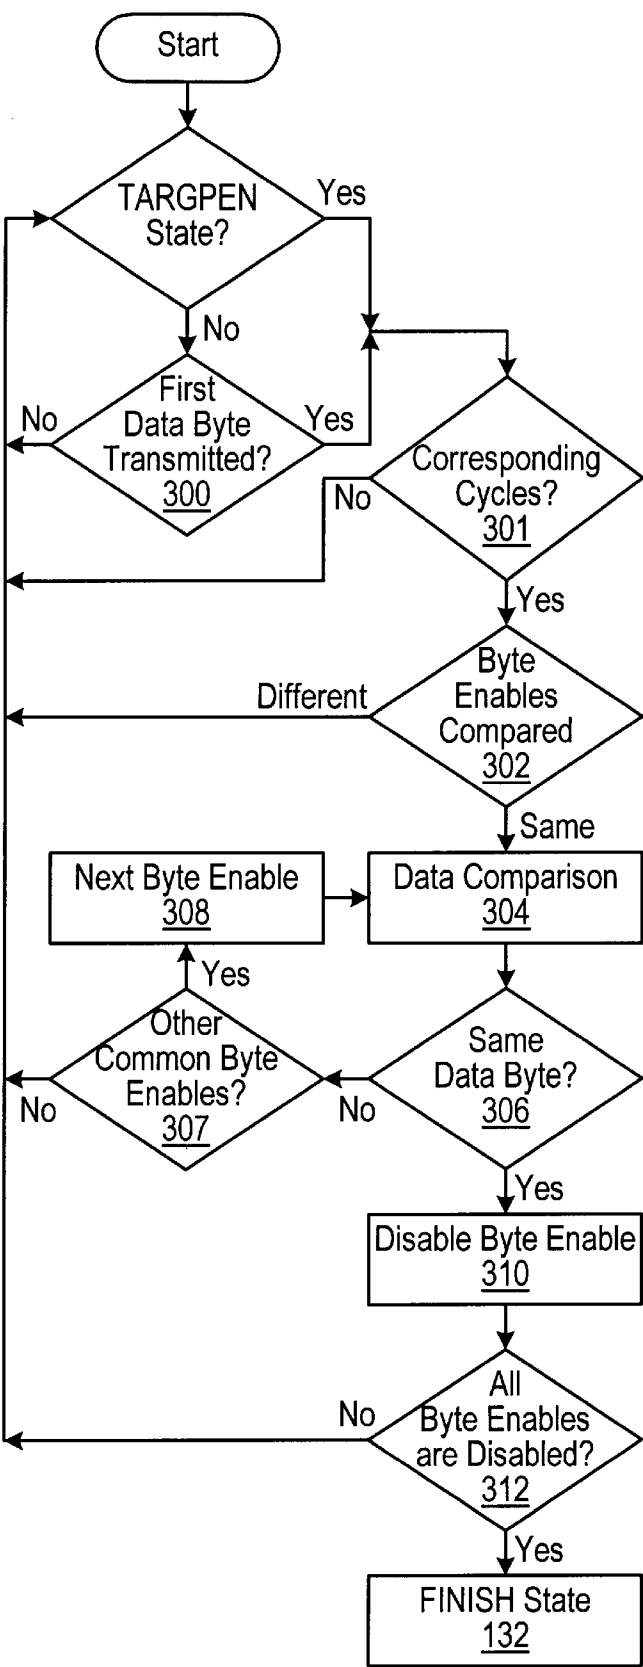 Start
TARGPEN
State?
Yes
No
First
Data Byte
Transmitted?
300
No
Yes
Corresponding
Cycles?
301
No
Yes
Byte
Enables
Compared
302
Different
Same
Next Byte Enable
308
Data Comparison
304
Yes
Other
Common Byte
Enables?
307
No
Same
Data Byte?
306
No
Yes
Disable Byte Enable
310
All
Byte Enables
are Disabled?
312
No
Yes
FINISH State
132